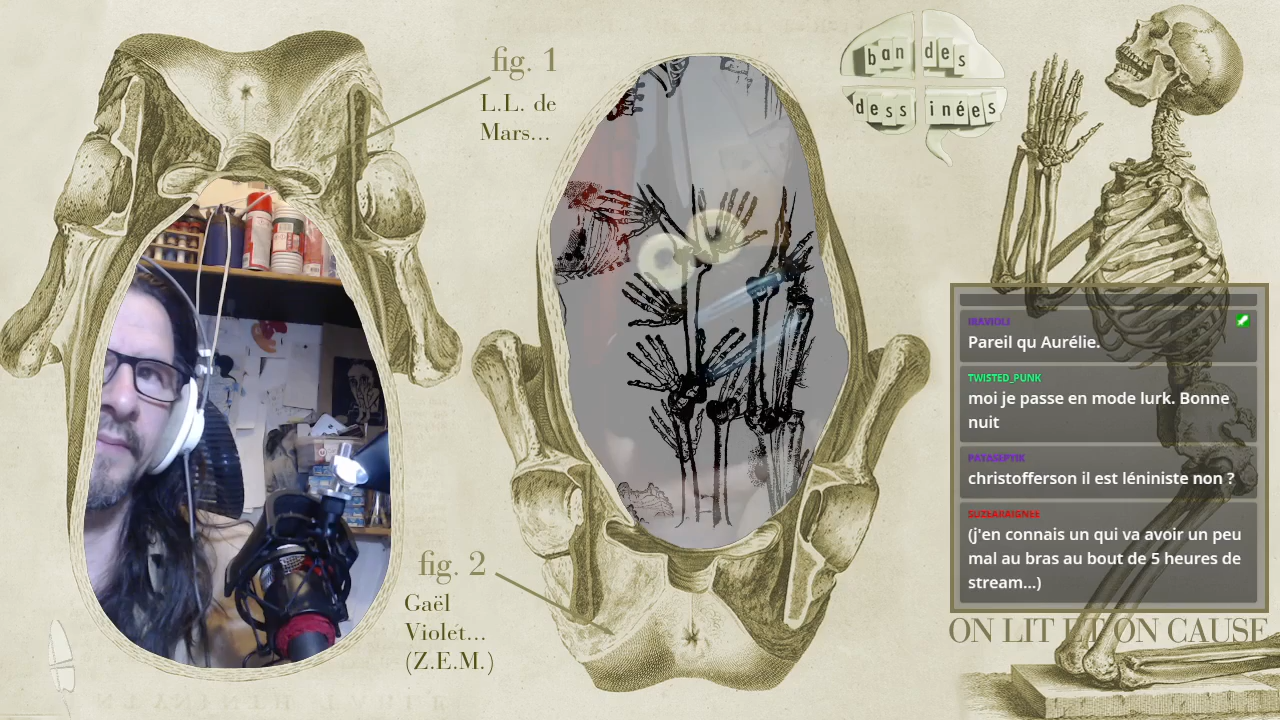 fig. 1
L.L. de
Mars...
ban des
dess inées
IRAVIOLI
Pareil qu Aurélie.
TWISTED_PUNK
moi je passe en mode lurk. Bonne
nuit
PATASEPYIK
christofferson il est léniniste non ?
SUZEARAIGNEE
(j'en connais un qui va avoir un peu
mal au bras au bout de 5 heures de
stream...)
ON LIT ET ON CAUSE
fig. 2
Gaël
Violet...
(Z.E.M.)